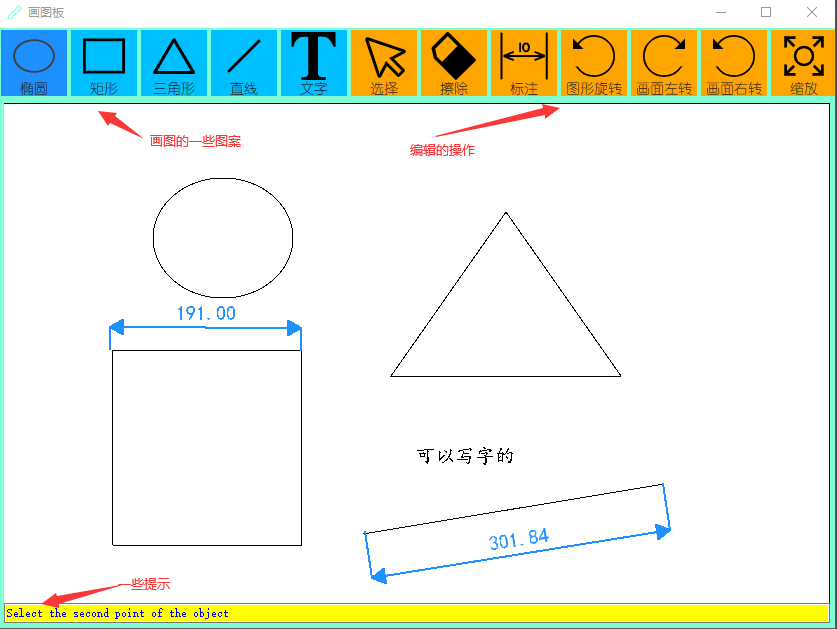 画图板
椭圆 矩形 三角形 直线 文字 选择 擦除 10 标注 图形旋转 画面左转 画面右转 缩放
画图的一些图案
编辑的操作
191.00
可以写字的
301.84
一些提示
Select the second point of the object